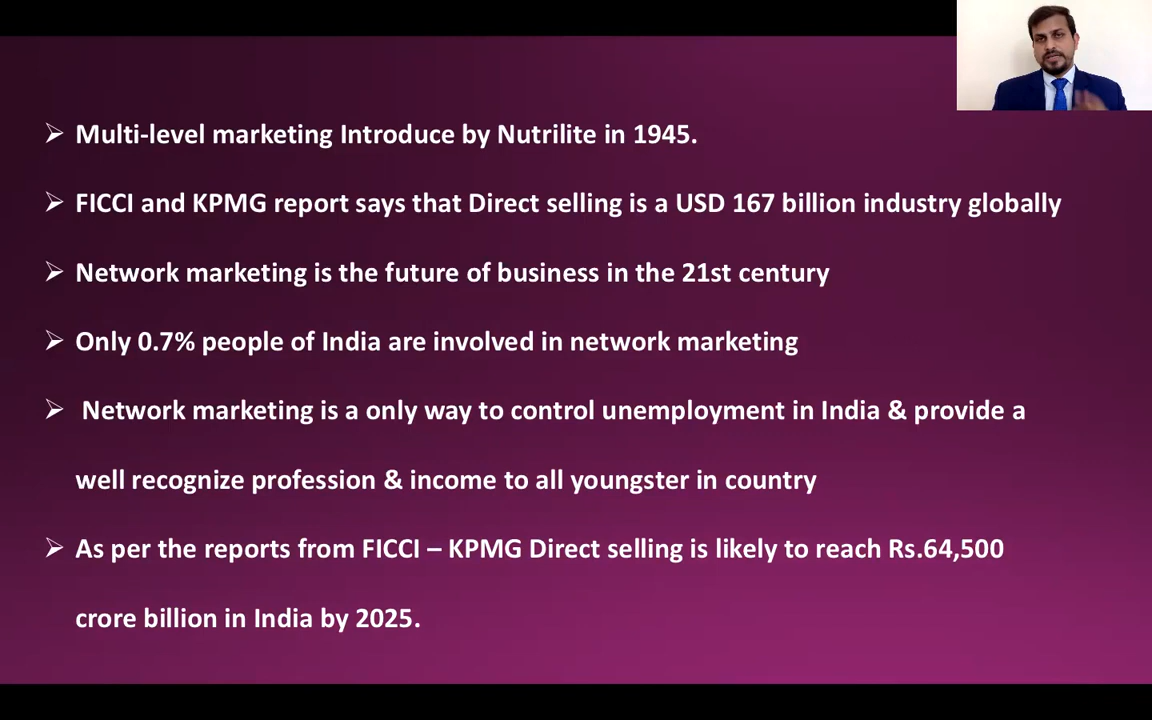 Multi-level marketing Introduce by Nutrilite in 1945.
FICCI and KPMG report says that Direct selling is a USD 167 billion industry globally
Network marketing is the future of business in the 21st century
Only 0.7% people of India are involved in network marketing
Network marketing is a only way to control unemployment in India & provide a
well recognize profession & income to all youngster in country
As per the reports from FICCI – KPMG Direct selling is likely to reach Rs.64,500
crore billion in India by 2025.